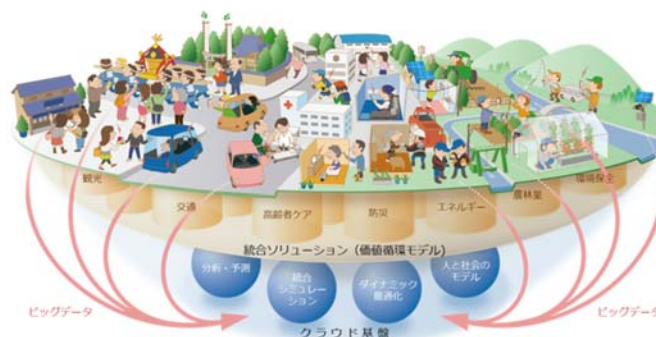 観光
交通
高齢者ケア
防災
エネルギー
農林業
環境保全
統合ソリューション（価値循環モデル）
分析・予測
統合
シミュレー
ション
ダイナミック
最適化
人と社会の
モデル
ビッグデータ
ビッグデータ
クラウド基盤